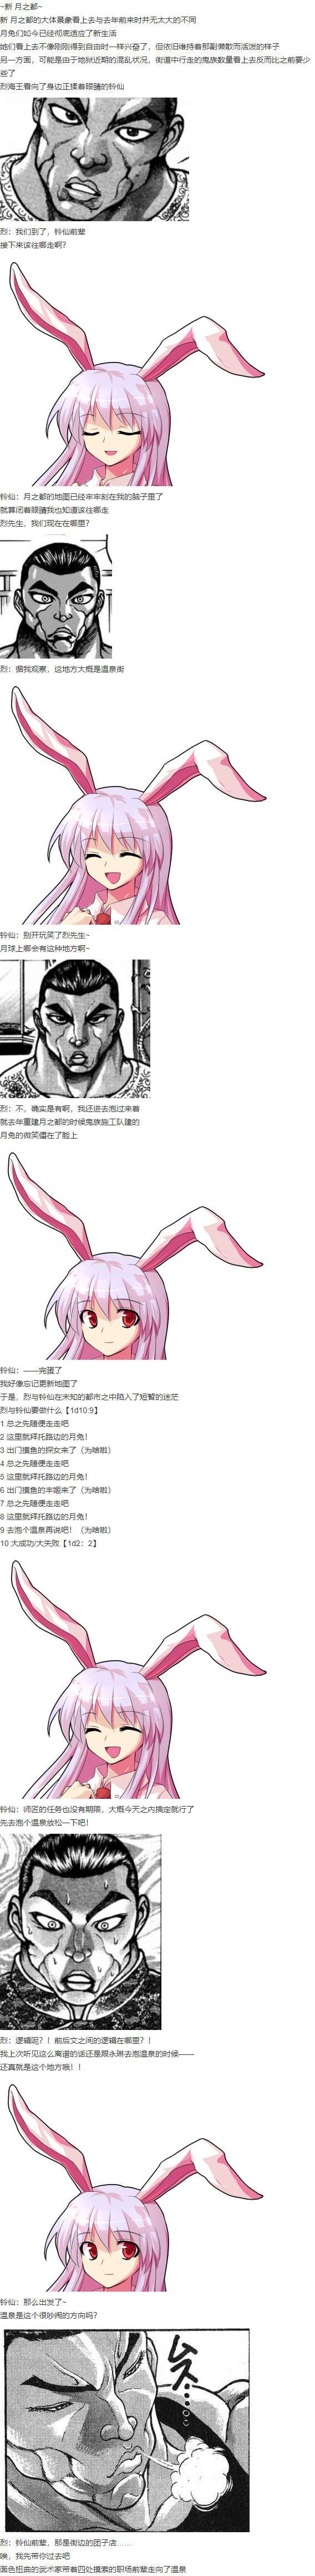 ~新 月之都~
新 月之都的大体景象看上去与去年前来时并无太大的不同
月兔们如今已经彻底适应了新生活
她们看上去不像刚刚得到自由时一样兴奋了，但依旧维持着那副懒散而活泼的样子
另一方面，可能是由于地狱近期的混乱状况，街道中行走的鬼族数量看上去反而比之前要少
些了
烈海王看向了身边正揉着眼睛的铃仙
烈：我们到了，铃仙前辈
接下来该往哪走啊？
铃仙：月之都的地图已经牢牢刻在我的脑子里了
就算闭着眼睛我也知道该往哪走
烈先生，我们现在在哪里？
烈：据我观察，这地方大概是温泉街
铃仙：别开玩笑了烈先生~
月球上哪会有这种地方啊~
烈：不，确实是有啊，我还进去泡过来着
就去年重建月之都的时候鬼族施工队建的
月兔的微笑僵在了脸上
铃仙：——完蛋了
我好像忘记更新地图了
于是，烈与铃仙在未知的都市之中陷入了短暂的迷茫
烈与铃仙要做什么【1d10:9】
1 总之先随便走走吧
2 这里就拜托路边的月兔！
3 出门摸鱼的探女来了（为啥啦）
4 总之先随便走走吧
5 这里就拜托路边的月兔！
6 出门摸鱼的丰姬来了（为啥啦）
7 总之先随便走走吧
8 这里就拜托路边的月兔！
9 去泡个温泉再说吧！（为啥啦）
10 大成功/大失败【1d2：2】
铃仙：师匠的任务也没有期限，大概今天之内搞定就行了
先去泡个温泉放松一下吧！
烈：逻辑呢？！前后文之间的逻辑在哪里？！
我上次听见这么离谱的话还是跟永琳去泡温泉的时候——
还真就是这个地方哦！！
铃仙：那么出发了~
温泉是这个很吵闹的方向吗？
烈：铃仙前辈，那是街边的团子店……
唉，我先带你过去吧
面色扭曲的武术家带着四处摸索的职场前辈走向了温泉